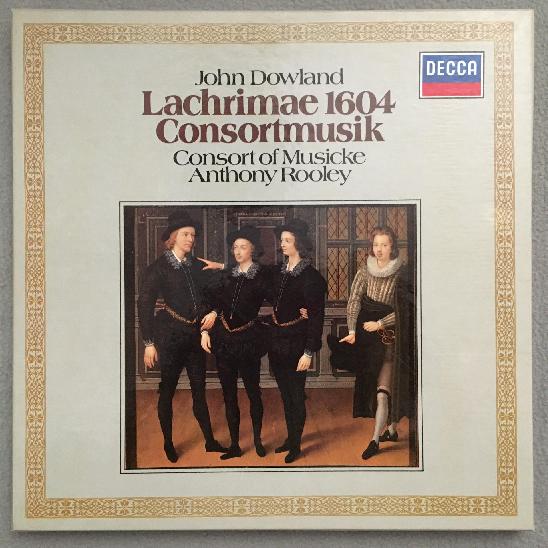 John Dowland
DECCA
Lachrimae 1604
Consortmusik
Consort of Musicke
Anthony Rooley